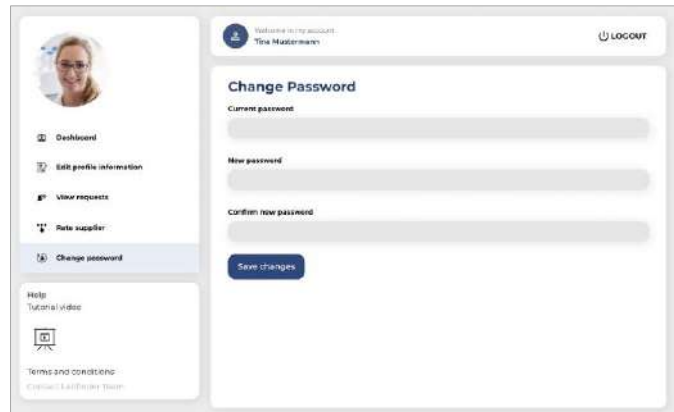 Dashboard
Edit profile information
View requests
Rate supplier
Change password
Help
Tutorial video
Terms and conditions
Contact
Welcome in my account
Tina Mustermann
LOGOUT
Change Password
Current password
New password
Confirm new password
Save changes